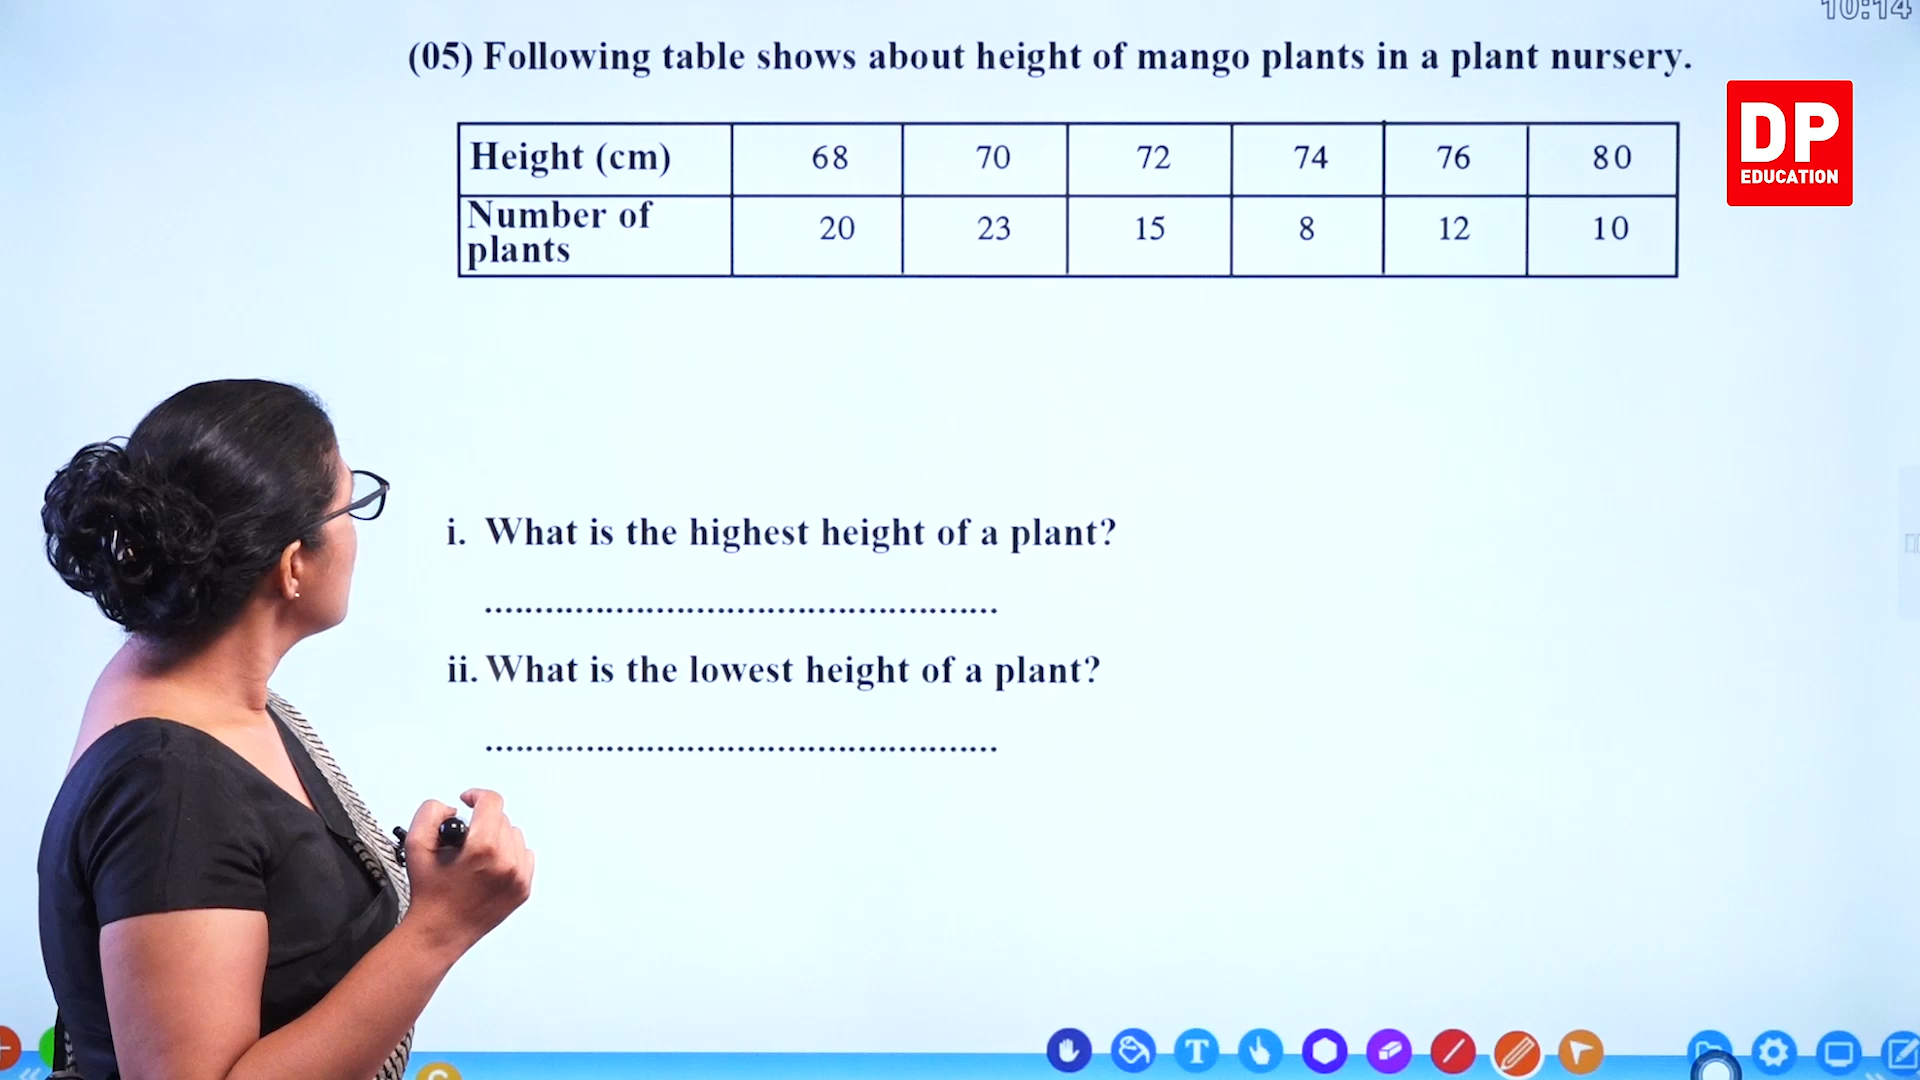 10:14
(05) Following table shows about height of mango plants in a plant nursery.
DP
EDUCATION
Height (cm) 68 70 72 74 76 80
Number of plants 20 23 15 8 12 10
i. What is the highest height of a plant?
..................................................
ii. What is the lowest height of a plant?
..................................................
T